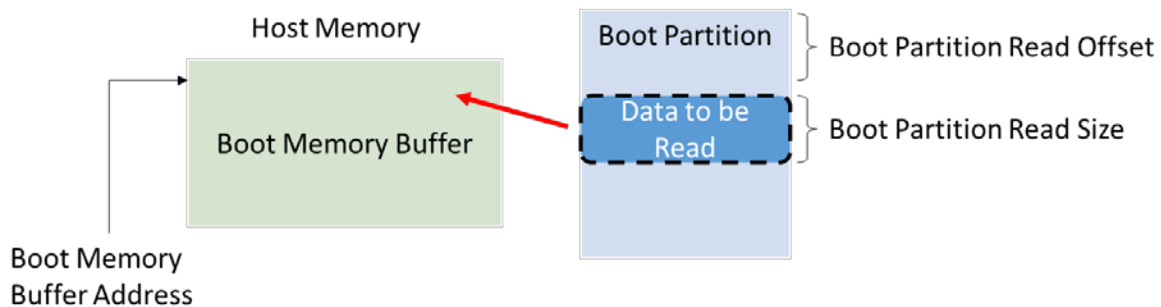 Host Memory
Boot Partition
Boot Partition Read Offset
Data to be
Read
Boot Partition Read Size
Boot Memory Buffer
Boot Memory
Buffer Address